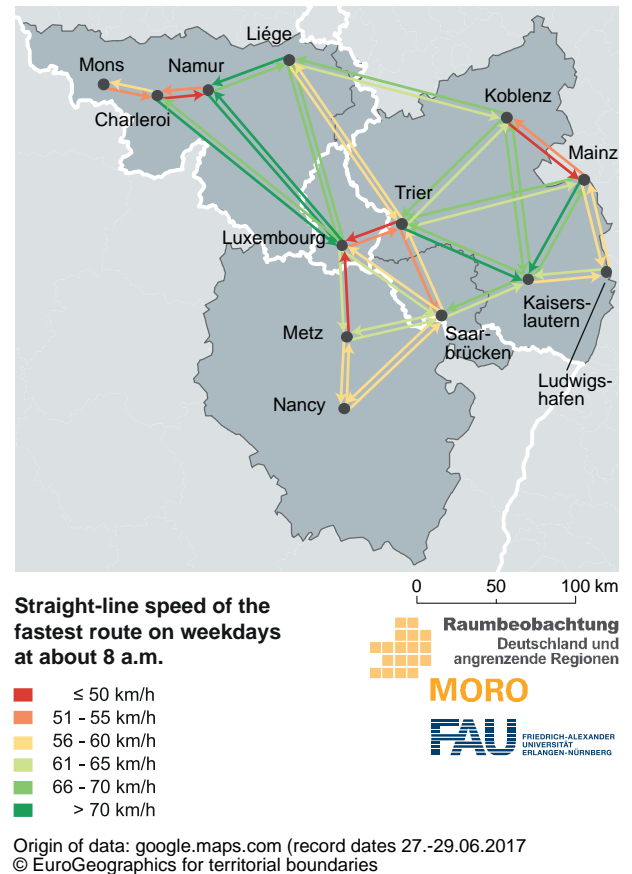 Liége
Mons
Namur
Charleroi
Koblenz
Mainz
Trier
Luxembourg
Kaisers-
lautern
Metz
Saar-
brücken
Ludwigs-
hafen
Nancy
0 50 100 km
Straight-line speed of the
fastest route on weekdays
at about 8 a.m.
≤ 50 km/h
51 - 55 km/h
56 - 60 km/h
61 - 65 km/h
66 - 70 km/h
> 70 km/h
Raumbeobachtung
Deutschland und
angrenzende Regionen
MORO
FAU
FRIEDRICH-ALEXANDER
UNIVERSITÄT
ERLANGEN-NÜRNBERG
Origin of data: google.maps.com (record dates 27.-29.06.2017
© EuroGeographics for territorial boundaries